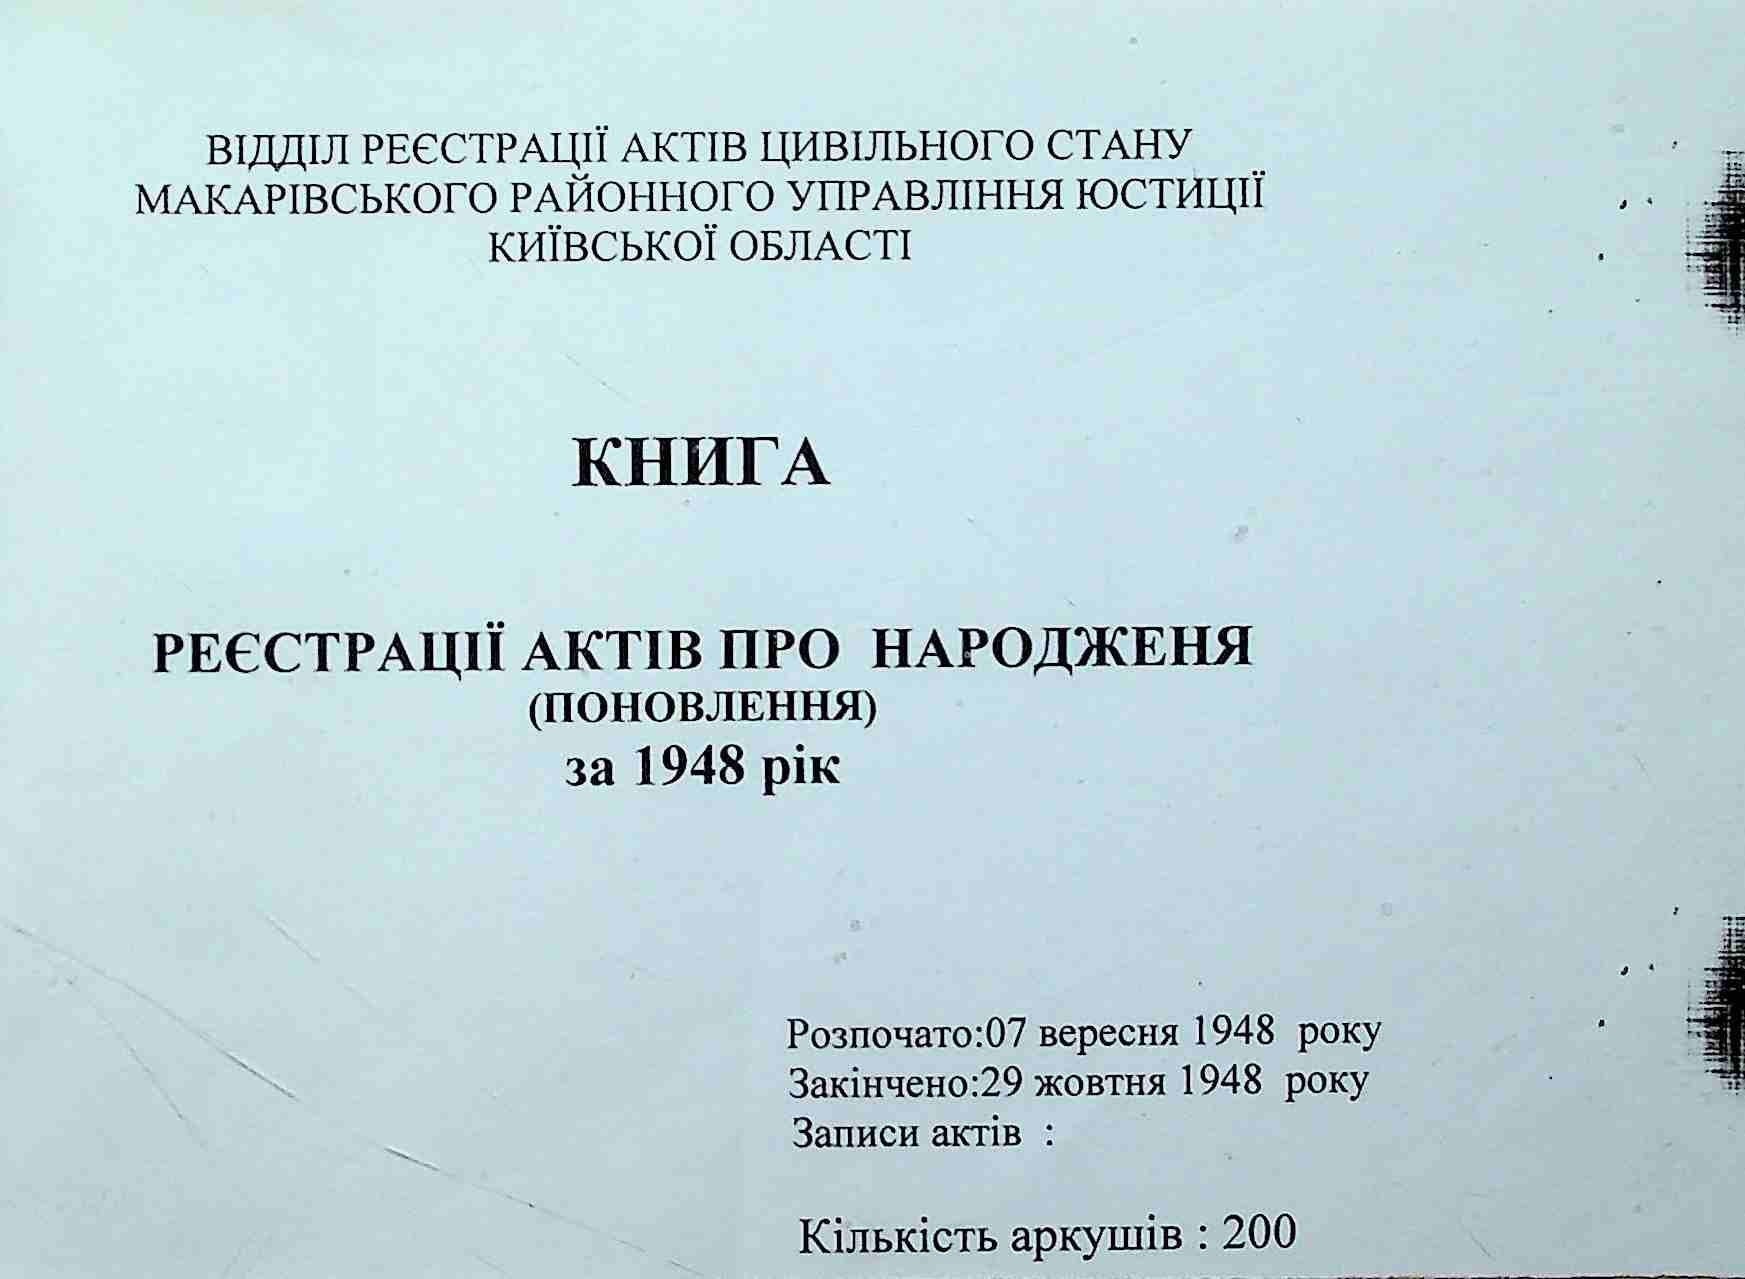 ВІДДІЛ РЕЄСТРАЦІЇ АКТІВ ЦИВІЛЬНОГО СТАНУ
МАКАРІВСЬКОГО РАЙОННОГО УПРАВЛІННЯ ЮСТИЦІЇ
КИЇВСЬКОЇ ОБЛАСТІ
КНИГА
РЕЄСТРАЦІЇ АКТІВ ПРО НАРОДЖЕНЯ
(ПОНОВЛЕННЯ)
за 1948 рік
Розпочато:07 вересня 1948 року
Закінчено:29 жовтня 1948 року
Записи актів :
Кількість аркушів : 200